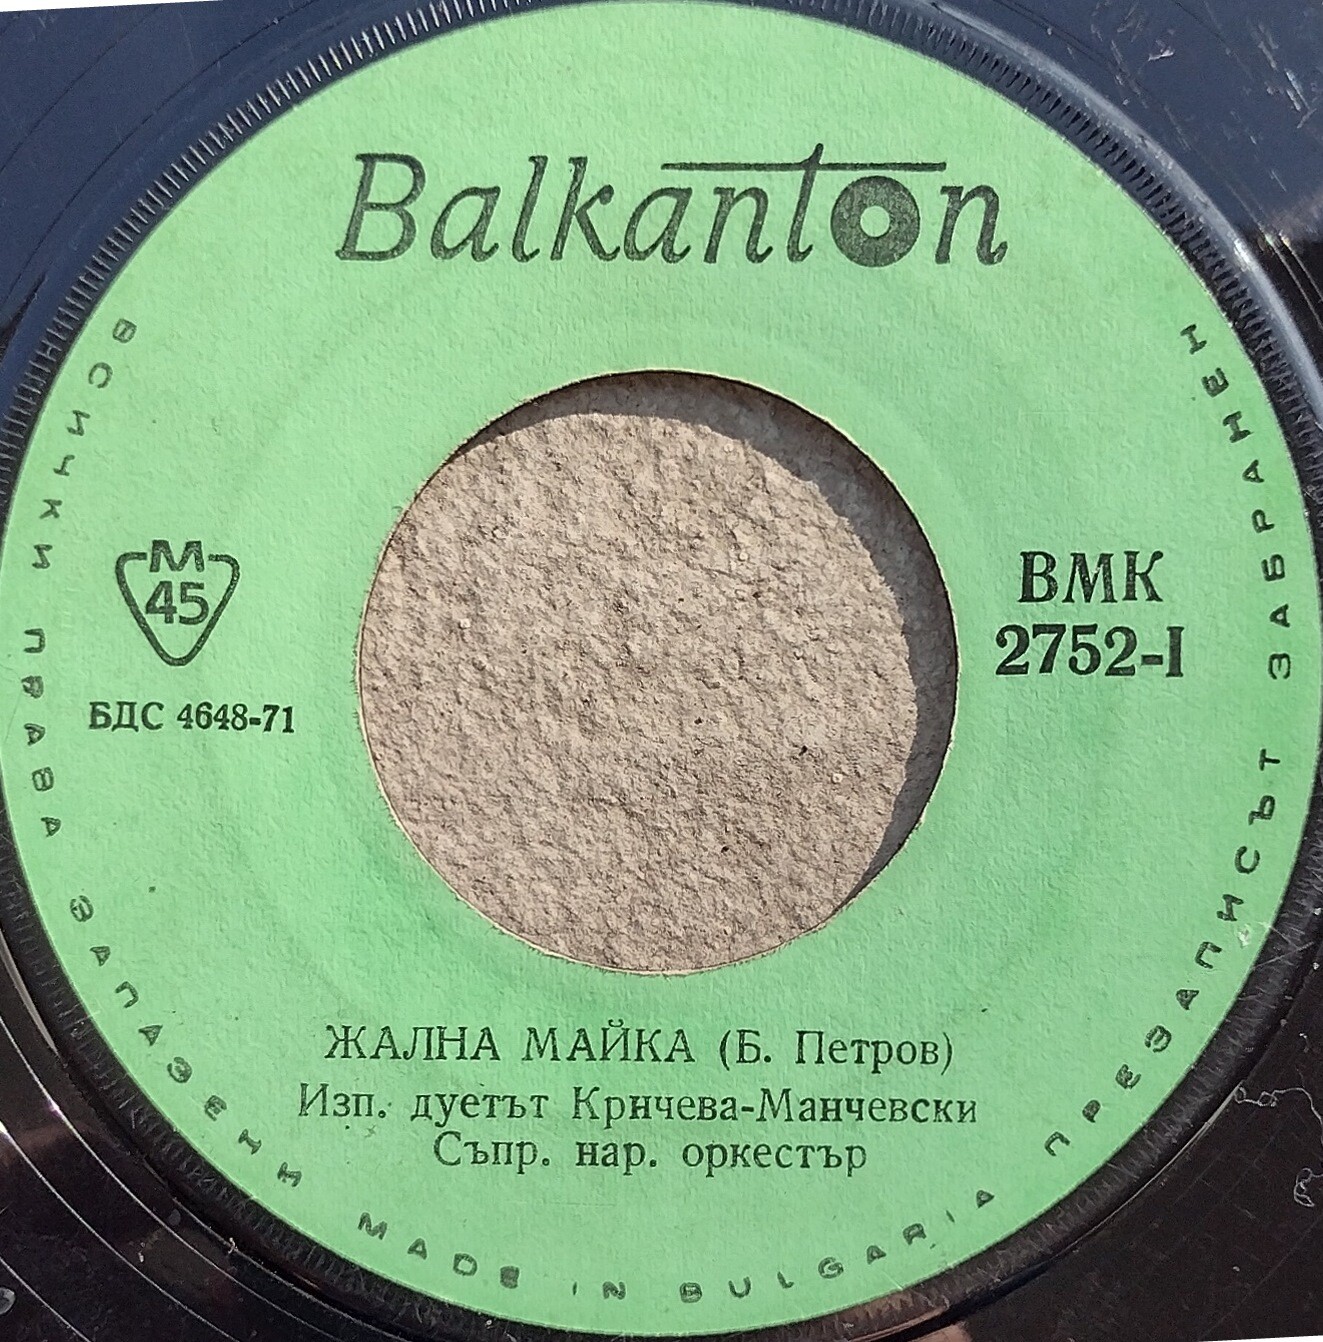 Balkanton
М
45
БДС 4648-71
ВМК
2752-I
ЖАЛНА МАЙКА (Б. Петров)
Изп. дуетът Крнчева-Манчевски
Съпр. нар. оркестър
ВСИЧКИ ПРАВА ЗАПАЗЕНИ MADE IN BULGARIA ПРЕЗАПИСЪТ ЗАБРАНЕН